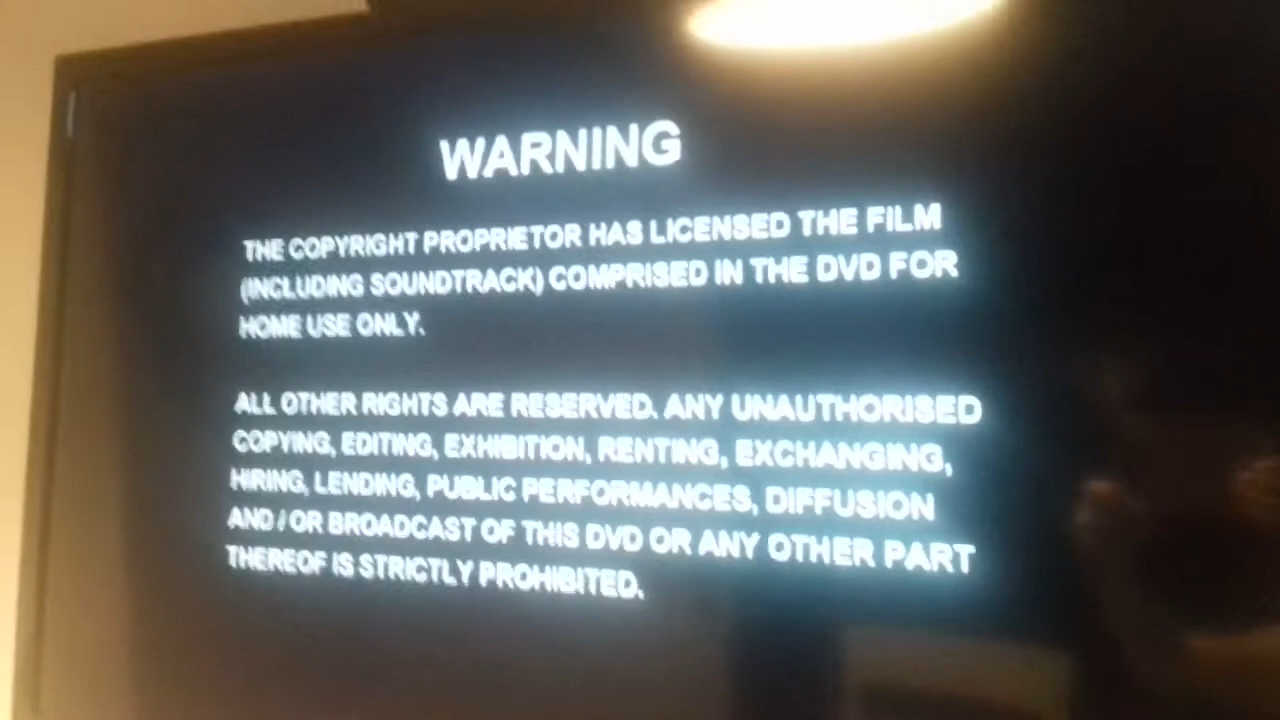 WARNING
THE COPYRIGHT PROPRIETOR HAS LICENSED THE FILM
(INCLUDING SOUNDTRACK) COMPRISED IN THE DVD FOR
HOME USE ONLY.
ALL OTHER RIGHTS ARE RESERVED. ANY UNAUTHORISED
COPYING, EDITING, EXHIBITION, RENTING, EXCHANGING,
HIRING, LENDING, PUBLIC PERFORMANCES, DIFFUSION
AND / OR BROADCAST OF THIS DVD OR ANY OTHER PART
THEREOF IS STRICTLY PROHIBITED.